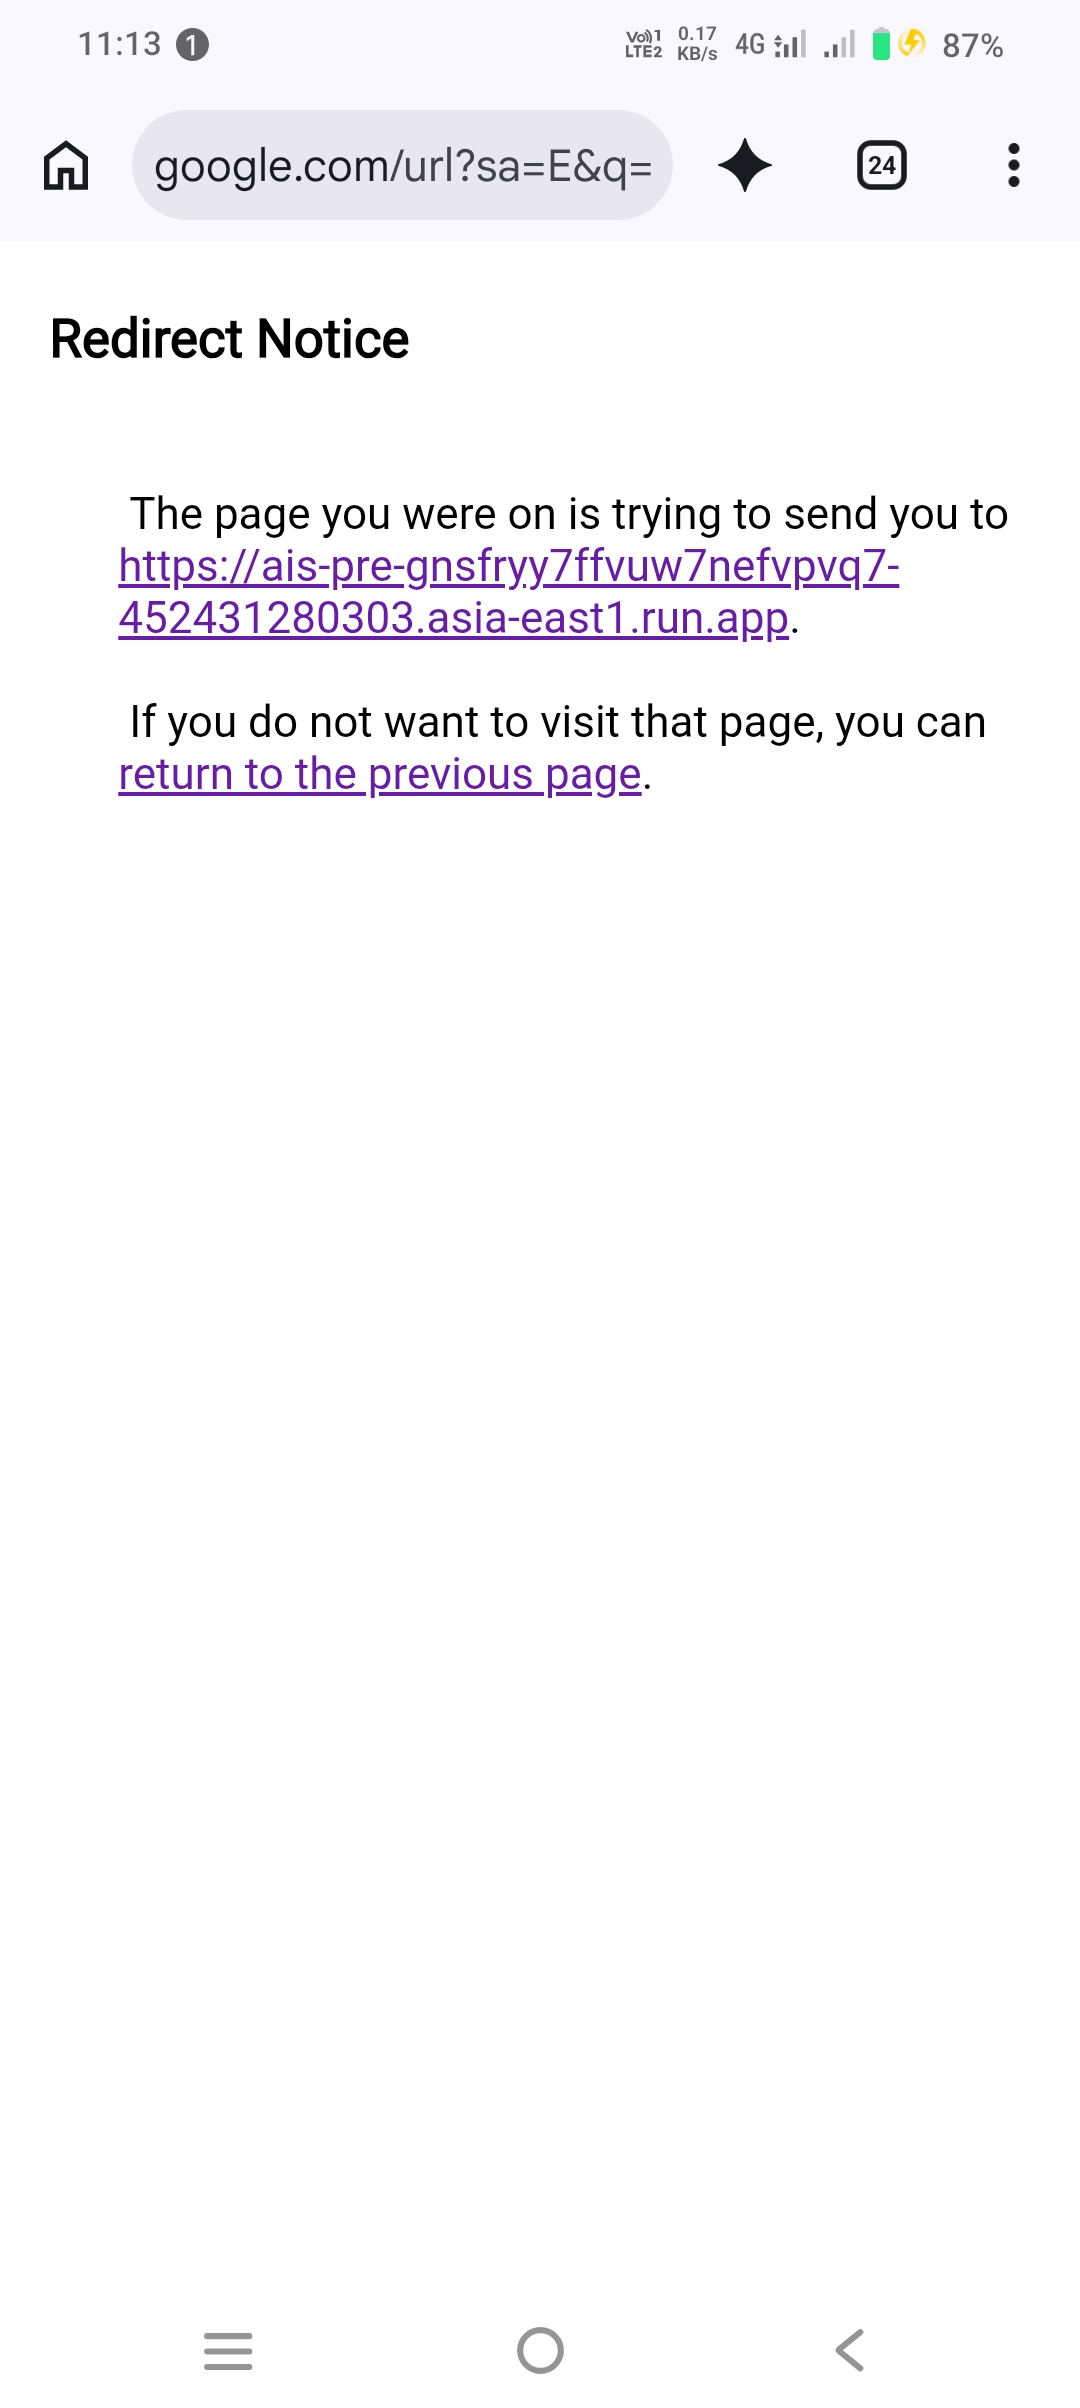 11:13 1 Vo))1 LTE2 0.17 KB/s 4G 87%
google.com/url?sa=E&q= 24
Redirect Notice
The page you were on is trying to send you to
https://ais-pre-gnsfryy7ffvuw7nefvpvq7-
452431280303.asia-east1.run.app.
If you do not want to visit that page, you can
return to the previous page.